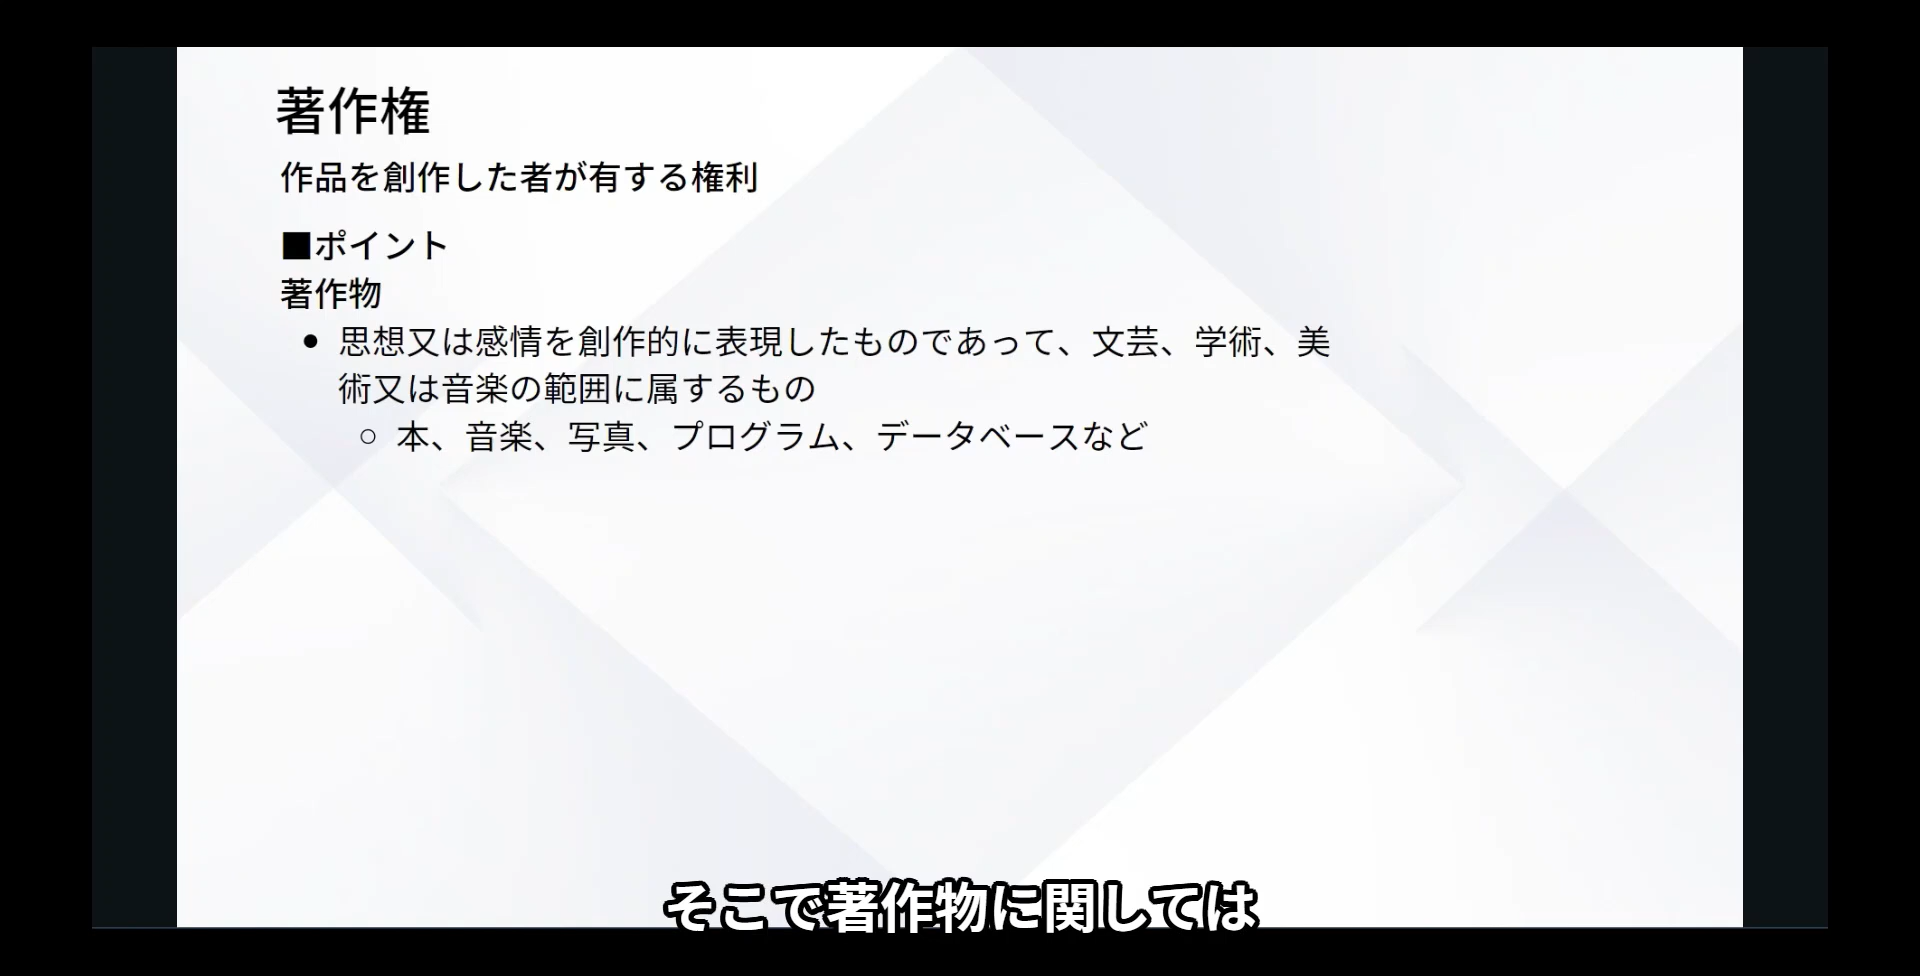 著作権
作品を創作した者が有する権利
■ポイント
著作物
● 思想又は感情を創作的に表現したものであって、文芸、学術、美
術又は音楽の範囲に属するもの
○ 本、音楽、写真、プログラム、データベースなど
そこで著作物に関しては